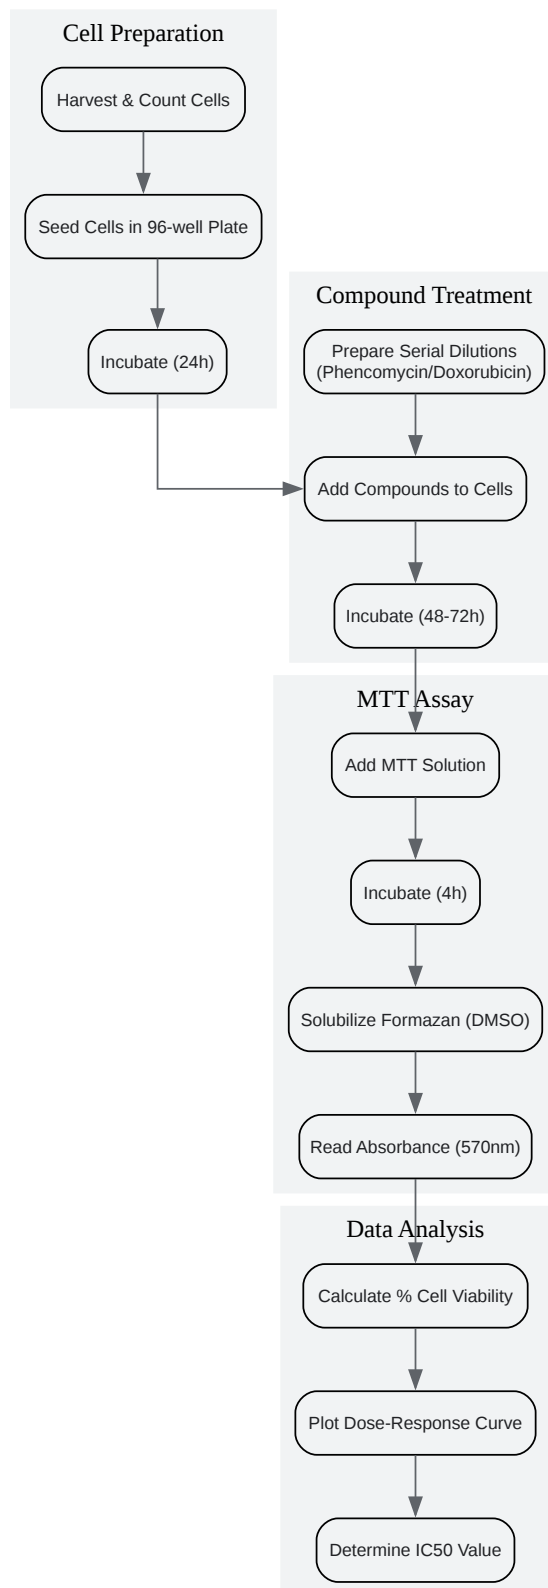 Cell Preparation
Harvest & Count Cells
Seed Cells in 96-well Plate
Incubate (24h)
Compound Treatment
Prepare Serial Dilutions
(Phencomycin/Doxorubicin)
Add Compounds to Cells
Incubate (48-72h)
MTT Assay
Add MTT Solution
Incubate (4h)
Solubilize Formazan (DMSO)
Read Absorbance (570nm)
Data Analysis
Calculate % Cell Viability
Plot Dose-Response Curve
Determine IC50 Value